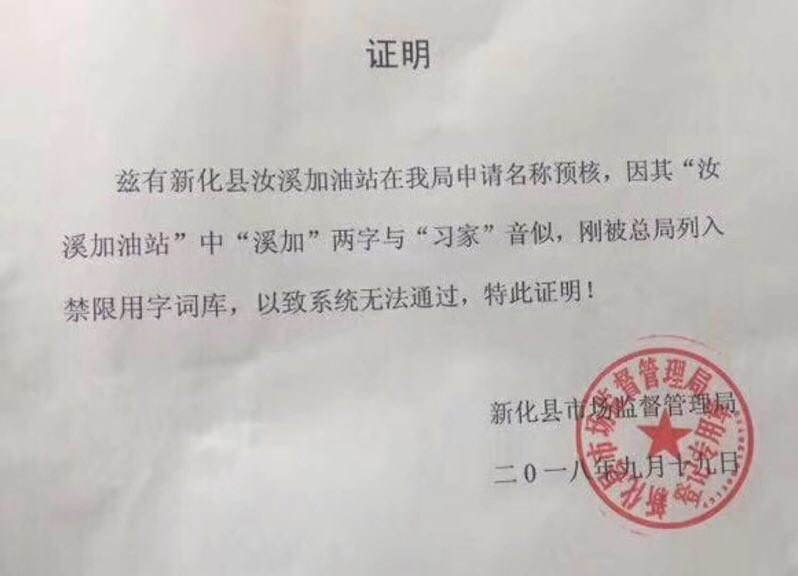 证明
兹有新化县汝溪加油站在我局申请名称预核，因其“汝
溪加油站”中“溪加”两字与“习家”音似，刚被总局列入
禁限用字词库，以致系统无法通过，特此证明！
新化县市场监督管理局
二0一八年九月十九日
新化县市场监督管理局
登记专用章